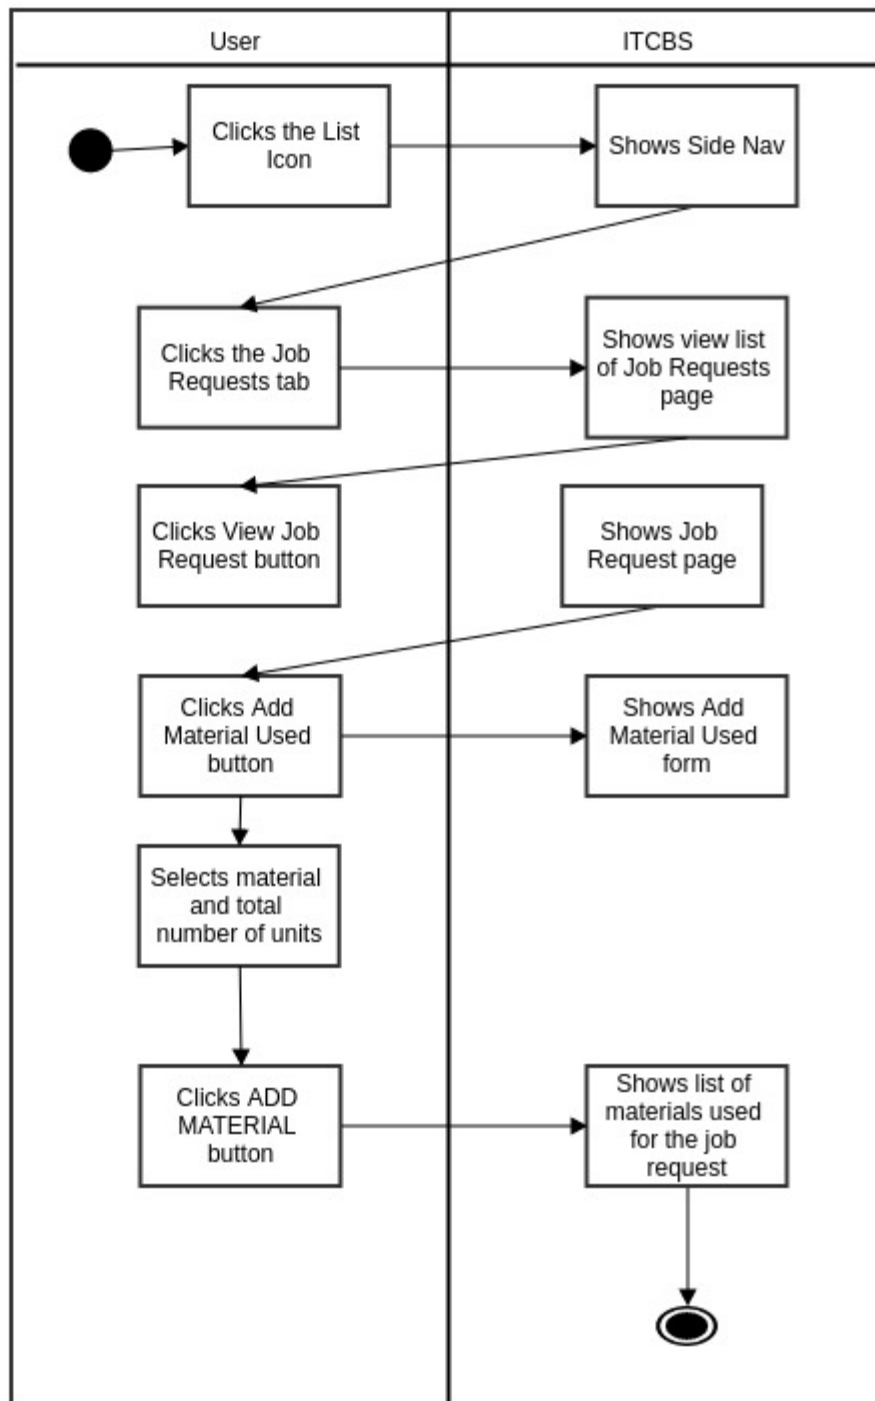 User
ITCBS
Clicks the List
Icon
Shows Side Nav
Clicks the Job
Requests tab
Shows view list
of Job Requests
page
Clicks View Job
Request button
Shows Job
Request page
Clicks Add
Material Used
button
Shows Add
Material Used
form
Selects material
and total
number of units
Clicks ADD
MATERIAL
button
Shows list of
materials used
for the job
request